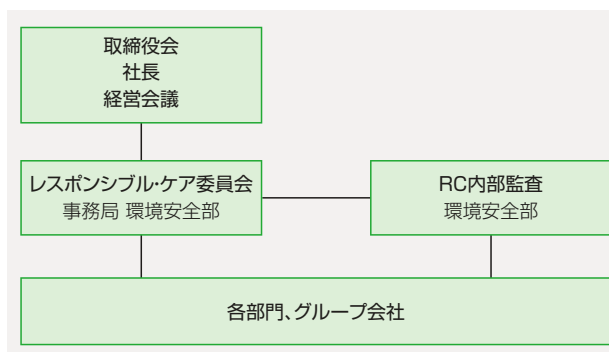 取締役会
社長
経営会議
レスポンシブル・ケア委員会
事務局 環境安全部
RC内部監査
環境安全部
各部門、グループ会社